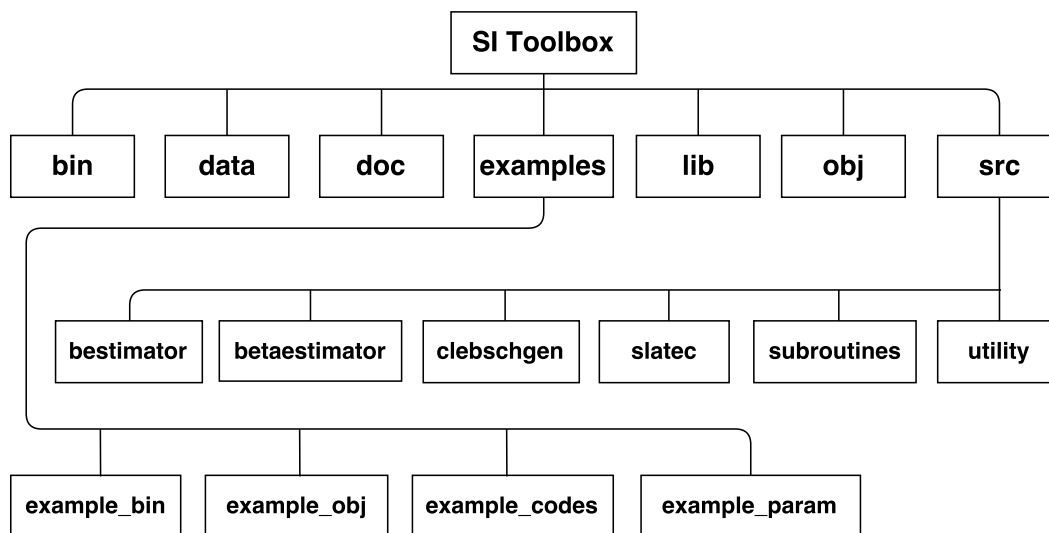 SI Toolbox
bin data doc examples lib obj src
bestimator betaestimator clebschgen slatec subroutines utility
example_bin example_obj example_codes example_param